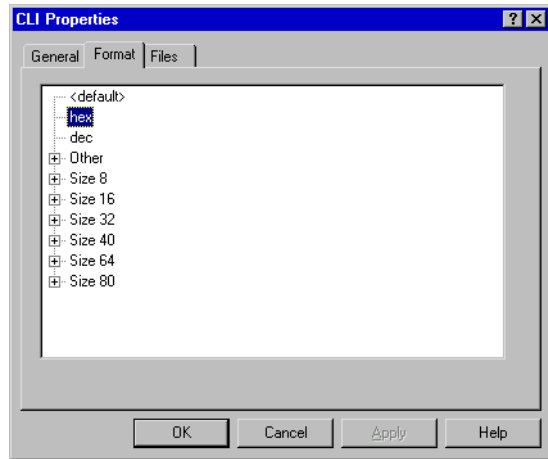 CLI Properties
General Format Files
<default>
hex
dec
Other
Size 8
Size 16
Size 32
Size 40
Size 64
Size 80
OK Cancel Apply Help